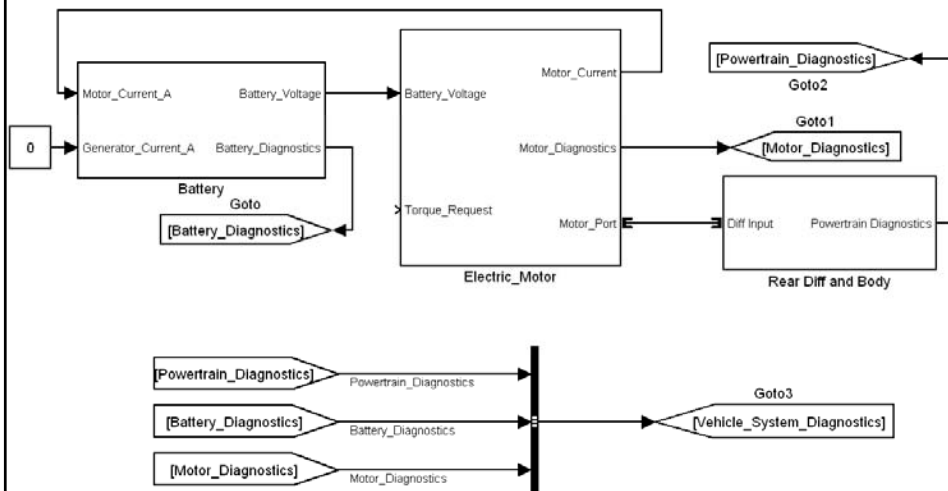 Motor_Current_A
Battery_Voltage
0
Generator_Current_A
Battery_Diagnostics
Battery
Goto
[Battery_Diagnostics]
Motor_Current
Battery_Voltage
Motor_Diagnostics
Torque_Request
Motor_Port
Electric_Motor
[Powertrain_Diagnostics]
Goto2
Goto1
[Motor_Diagnostics]
Diff Input
Powertrain Diagnostics
Rear Diff and Body
[Powertrain_Diagnostics]
Powertrain_Diagnostics
[Battery_Diagnostics]
Battery_Diagnostics
[Motor_Diagnostics]
Motor_Diagnostics
Goto3
[Vehicle_System_Diagnostics]